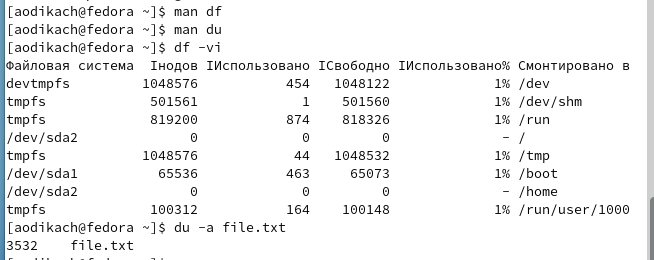 [aodikach@fedora ~]$ man df
[aodikach@fedora ~]$ man du
[aodikach@fedora ~]$ df -vi
Файловая система Iнодов IИспользовано IСвободно IИспользовано% Смонтировано в
devtmpfs 1048576 454 1048122 1% /dev
tmpfs 501561 1 501560 1% /dev/shm
tmpfs 819200 874 818326 1% /run
/dev/sda2 0 0 0 - /
tmpfs 1048576 44 1048532 1% /tmp
/dev/sda1 65536 463 65073 1% /boot
/dev/sda2 0 0 0 - /home
tmpfs 100312 164 100148 1% /run/user/1000
[aodikach@fedora ~]$ du -a file.txt
3532 file.txt